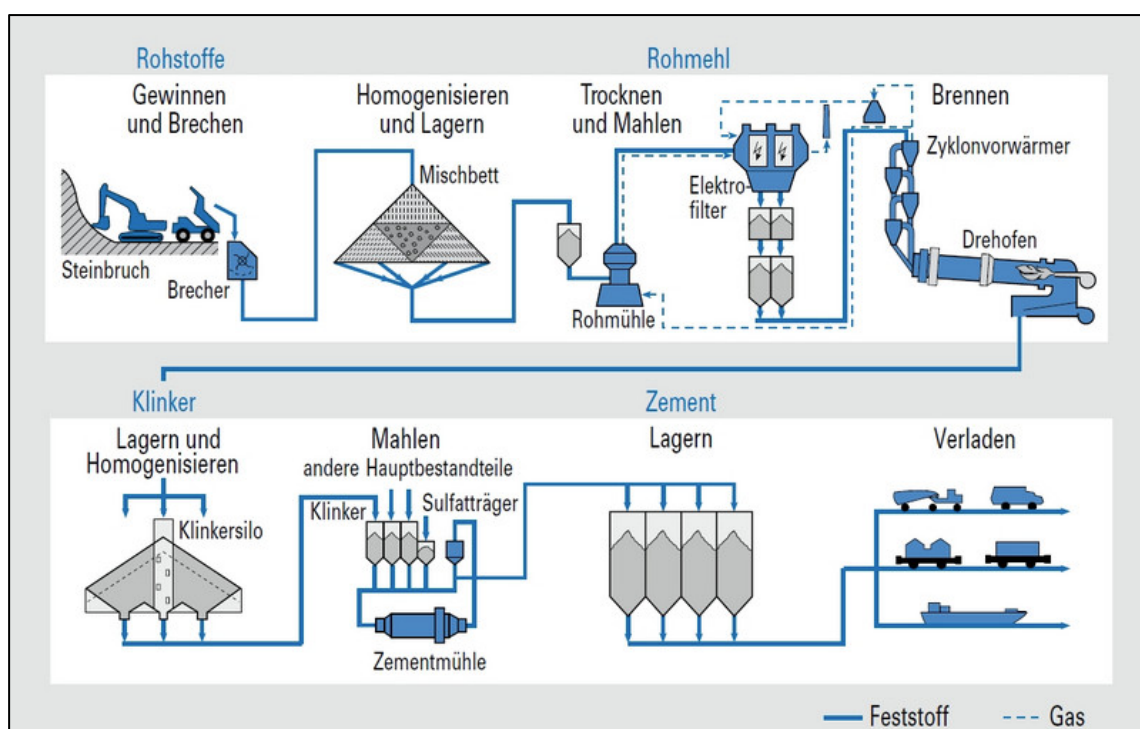 Rohstoffe
Rohmehl
Gewinnen
und Brechen
Homogenisieren
und Lagern
Trocknen
und Mahlen
Brennen
Mischbett
Zyklonvorwärmer
Elektro-
filter
Steinbruch
Brecher
Rohmühle
Drehofen
Klinker
Zement
Lagern und
Homogenisieren
Mahlen
andere Hauptbestandteile
Lagern
Verladen
Klinker
Sulfatträger
Klinkersilo
Zementmühle
Feststoff
Gas